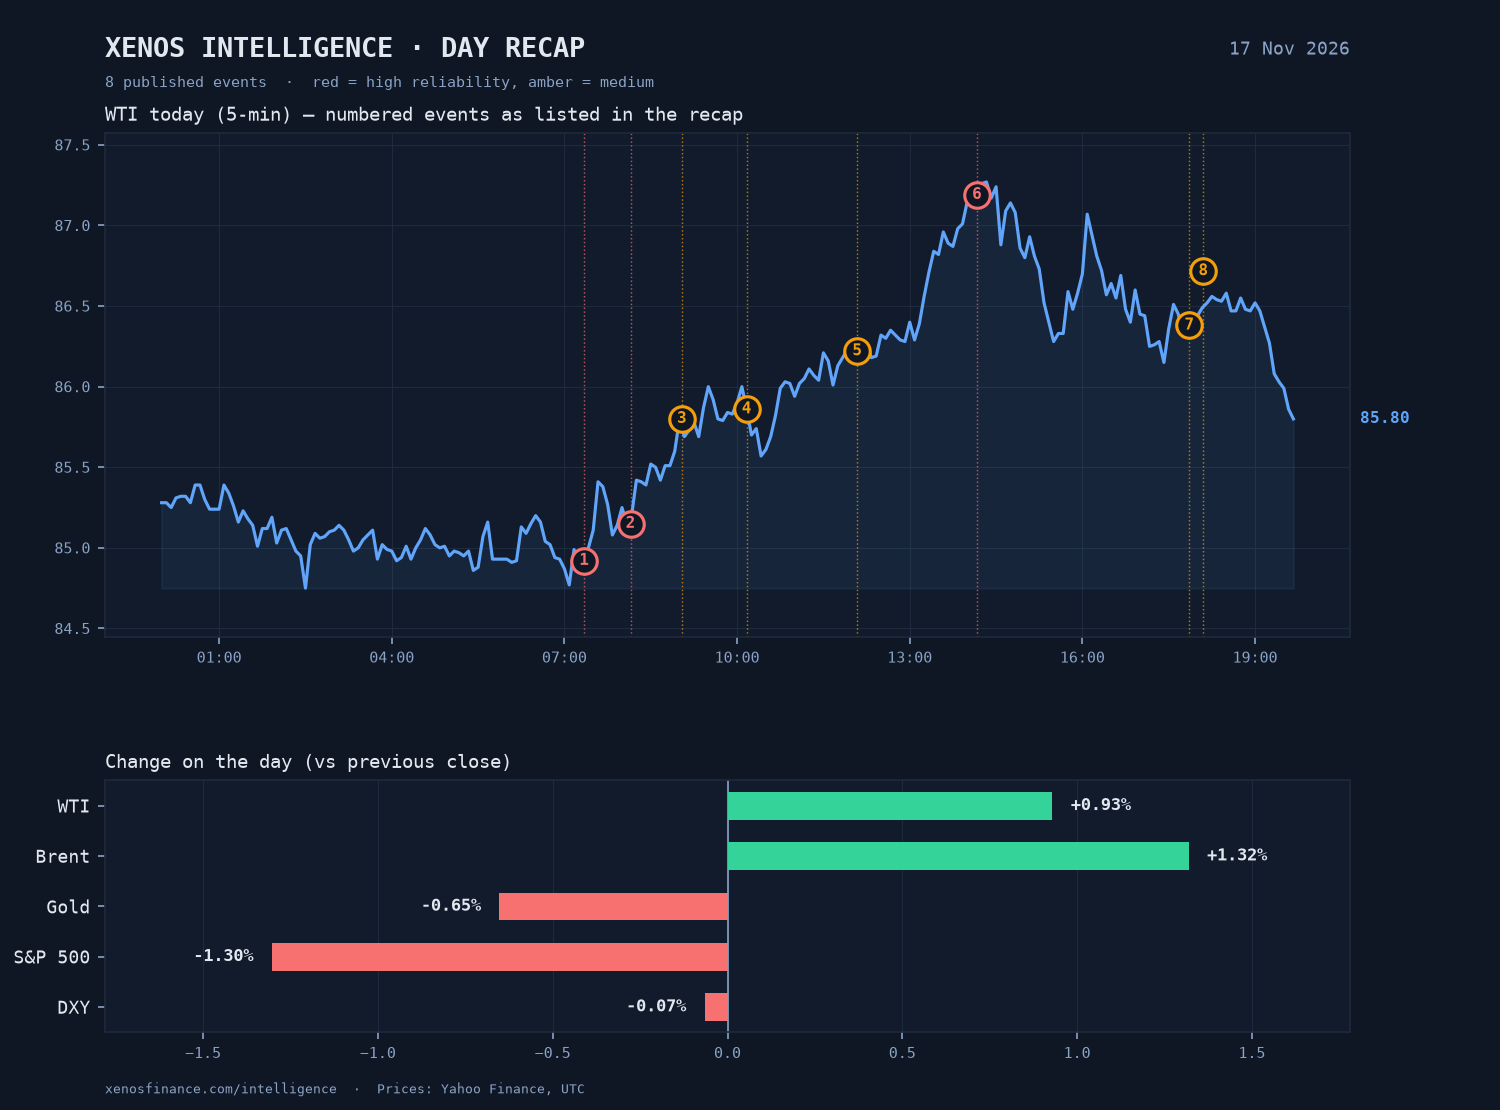 XENOS INTELLIGENCE · DAY RECAP
17 Nov 2026
8 published events · red = high reliability, amber = medium
WTI today (5-min) — numbered events as listed in the recap
87.5
87.0
86.5
86.0
85.5
85.0
84.5
1
2
3
4
5
6
7
8
85.80
01:00 04:00 07:00 10:00 13:00 16:00 19:00
Change on the day (vs previous close)
WTI +0.93%
Brent +1.32%
Gold -0.65%
S&P 500 -1.30%
DXY -0.07%
−1.5 −1.0 −0.5 0.0 0.5 1.0 1.5
xenosfinance.com/intelligence · Prices: Yahoo Finance, UTC